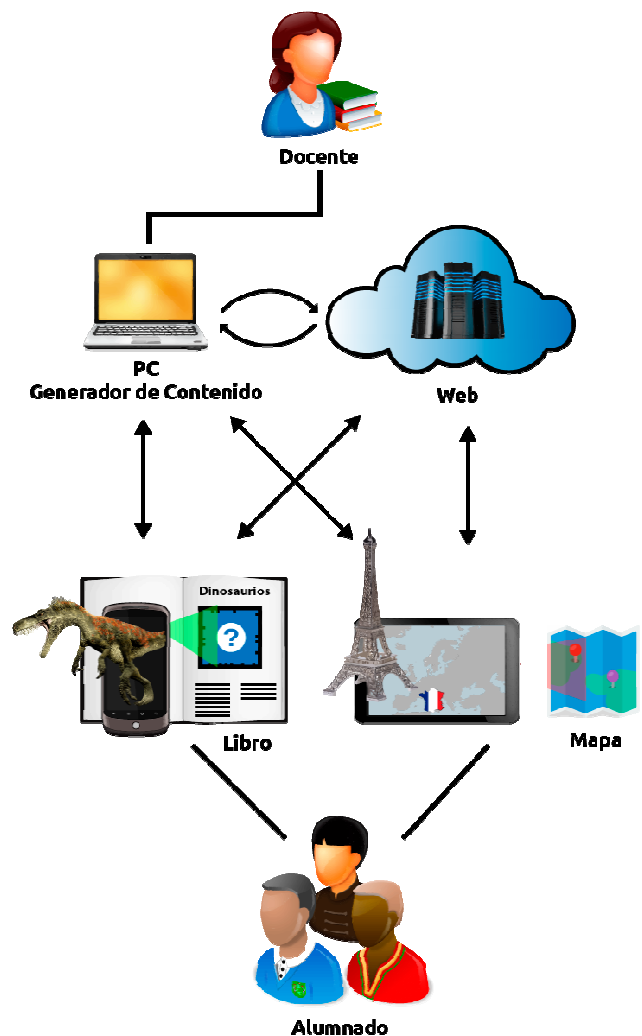 Docente
PC
Generador de Contenido
Web
Dinosaurios
?
Libro
Mapa
Alumnado